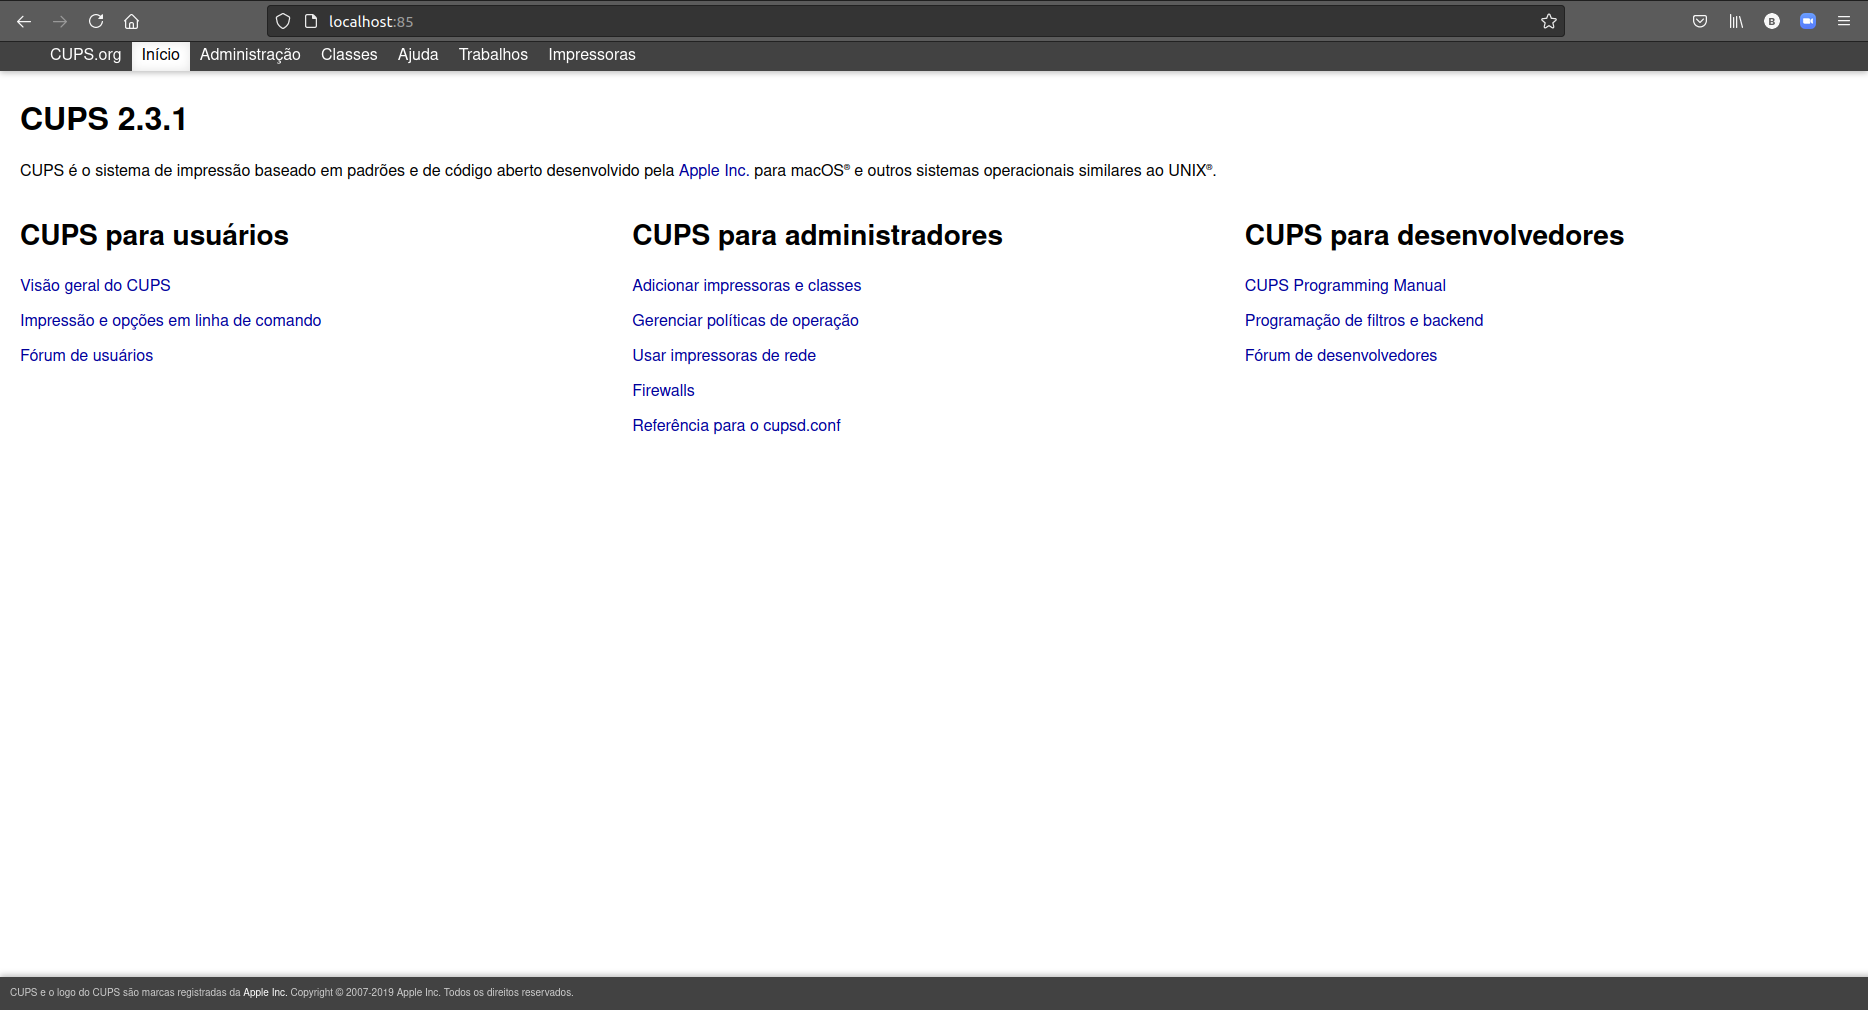 localhost:85
CUPS.org Início Administração Classes Ajuda Trabalhos Impressoras
CUPS 2.3.1
CUPS é o sistema de impressão baseado em padrões e de código aberto desenvolvido pela Apple Inc. para macOS® e outros sistemas operacionais similares ao UNIX®.
CUPS para usuários
Visão geral do CUPS
Impressão e opções em linha de comando
Fórum de usuários
CUPS para administradores
Adicionar impressoras e classes
Gerenciar políticas de operação
Usar impressoras de rede
Firewalls
Referência para o cupsd.conf
CUPS para desenvolvedores
CUPS Programming Manual
Programação de filtros e backend
Fórum de desenvolvedores
CUPS e o logo do CUPS são marcas registradas da Apple Inc. Copyright © 2007-2019 Apple Inc. Todos os direitos reservados.